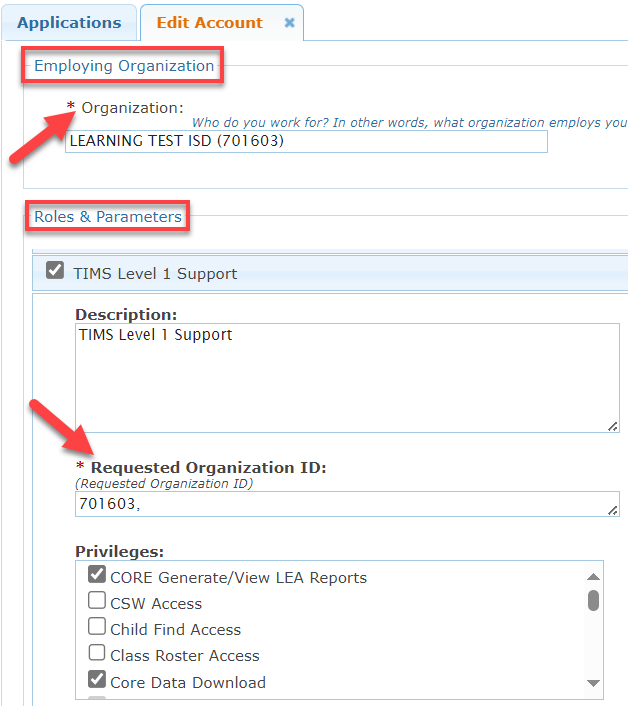 Applications
Edit Account ×
Employing Organization
* Organization:
Who do you work for? In other words, what organization employs you
LEARNING TEST ISD (701603)
Roles & Parameters
TIMS Level 1 Support
Description:
TIMS Level 1 Support
* Requested Organization ID:
(Requested Organization ID)
701603,
Privileges:
CORE Generate/View LEA Reports
CSW Access
Child Find Access
Class Roster Access
Core Data Download